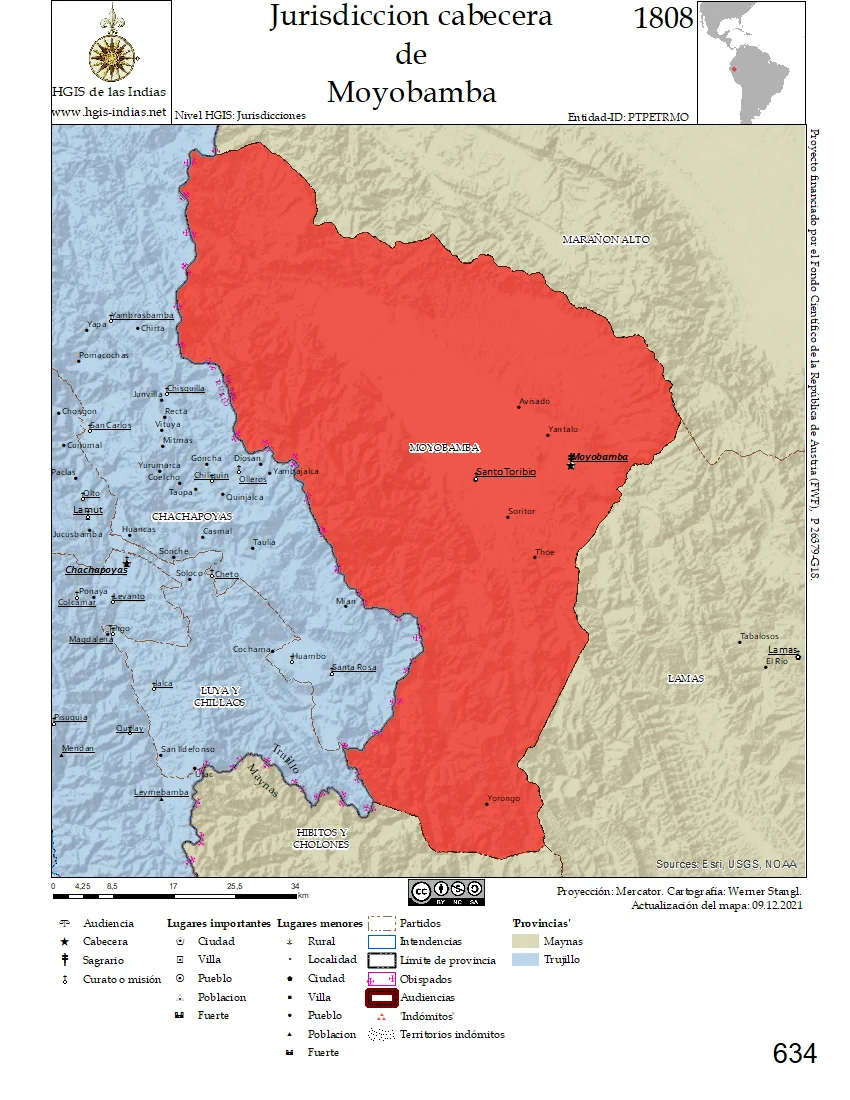 Jurisdiccion cabecera
de
Moyobamba
1808
HGIS de las Indias
www.hgis-indias.net
Nivel HGIS: Jurisdicciones
Entidad-ID: PTPETRMO
Proyecto financiado por el Fondo Científico de la República de Austria (FWF), P 26379-G18.
MARAÑON ALTO
Yambrasbamba
Yapa
Chirta
Pomacochas
Chisquilla
Junvilla
Chosgon
Recta
San Carlos
Vituya
Avisado
Yantalo
Cunumal
Mitmas
MOYOBAMBA
Moyobamba
Goncha
Diosan
Yurumarca
Yambajalca
Paclas
Coelcho
Chiliquin
Olleros
Santo Toribio
Olto
Taupa
Quinjalca
Lamut
CHACHAPOYAS
Soritor
Jucusbamba
Huancas
Casmal
Taulia
Sonche
Thoe
Chachapoyas
Soloco
Cheto
Ponaya
Levanto
Colcamar
Mian
Tingo
Magdalena
Tabalosos
Cochama
Huambo
Lamas
El Rio
Santa Rosa
Jalca
LUYA Y
CHILLAOS
LAMAS
Pisuquia
Quillay
Mendan
San Ildefonso
Trujillo
Maynas
Leymebamba
Yorongo
HIBITOS Y
CHOLONES
Sources: Esri, USGS, NOAA
0 4,25 8,5 17 25,5 34
km
CC BY NC SA
Proyección: Mercator. Cartografía: Werner Stangl.
Actualización del mapa: 09.12.2021
Audiencia
Cabecera
Sagrario
Curato o misión
Lugares importantes
Ciudad
Villa
Pueblo
Poblacion
Fuerte
Lugares menores
Rural
Localidad
Ciudad
Villa
Pueblo
Poblacion
Fuerte
Partidos
Intendencias
Límite de provincia
Obispados
Audiencias
'Indómitos'
Territorios indómitos
'Provincias'
Maynas
Trujillo
634